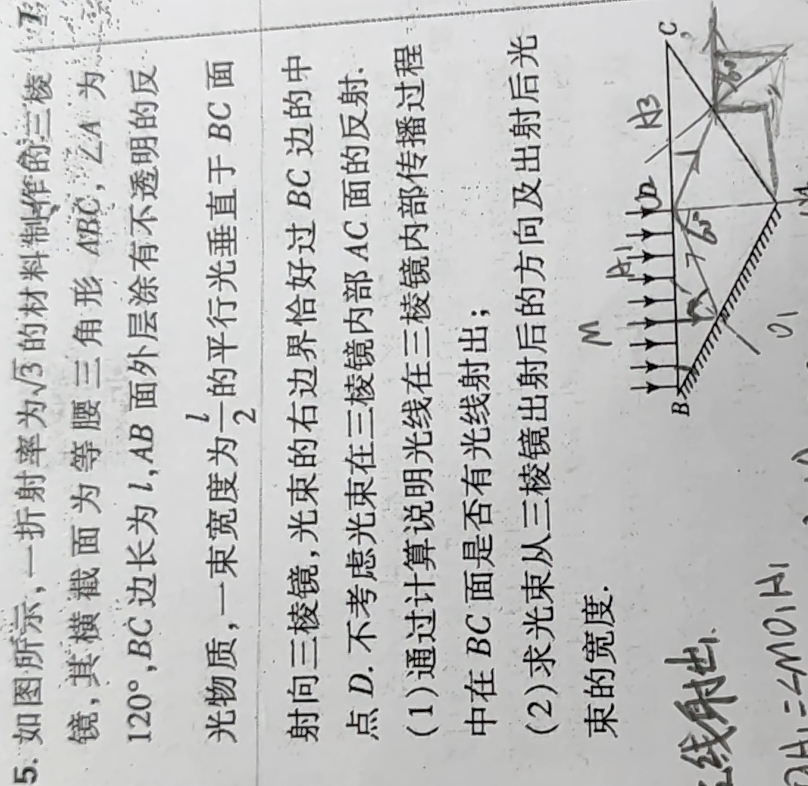 5. 如图所示,一折射率为√3的材料制作的三棱
镜,其横截面为等腰三角形 ABC,∠A 为
120°,BC边长为l,AB 面外层涂有不透明的反
光物质,一束宽度为l/2的平行光垂直于 BC 面
射向三棱镜,光束的右边界恰好过 BC 边的中
点 D.不考虑光束在三棱镜内部 AC 面的反射.
(1)通过计算说明光线在三棱镜内部传播过程
中在 BC 面是否有光线射出;
(2)求光束从三棱镜出射后的方向及出射后光
束的宽度.
M
B
C
D
A
H1
H3
60°
60°
O1
线射出.
H1=∠MO1H1